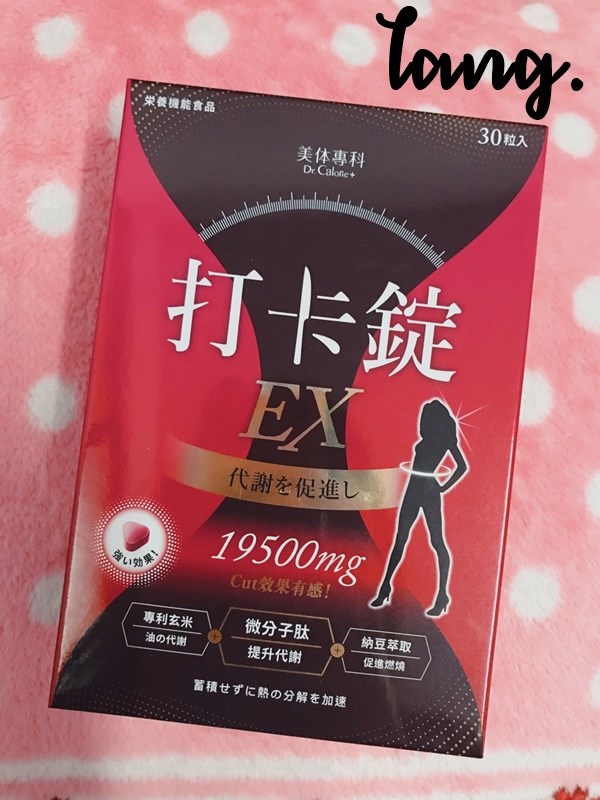 lang.
栄養機能食品
30粒入
美体專科
Dr. Calorie+
打卡錠
EX
代謝を促進し
19500mg
Cut效果有感!
強い効果!
專利玄米
油の代謝
+
微分子肽
提升代謝
+
納豆萃取
促進燃燒
蓄積せずに熱の分解を加速